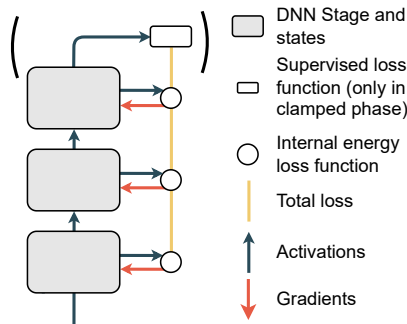 DNN Stage and
states
Supervised loss
function (only in
clamped phase)
Internal energy
loss function
Total loss
Activations
Gradients